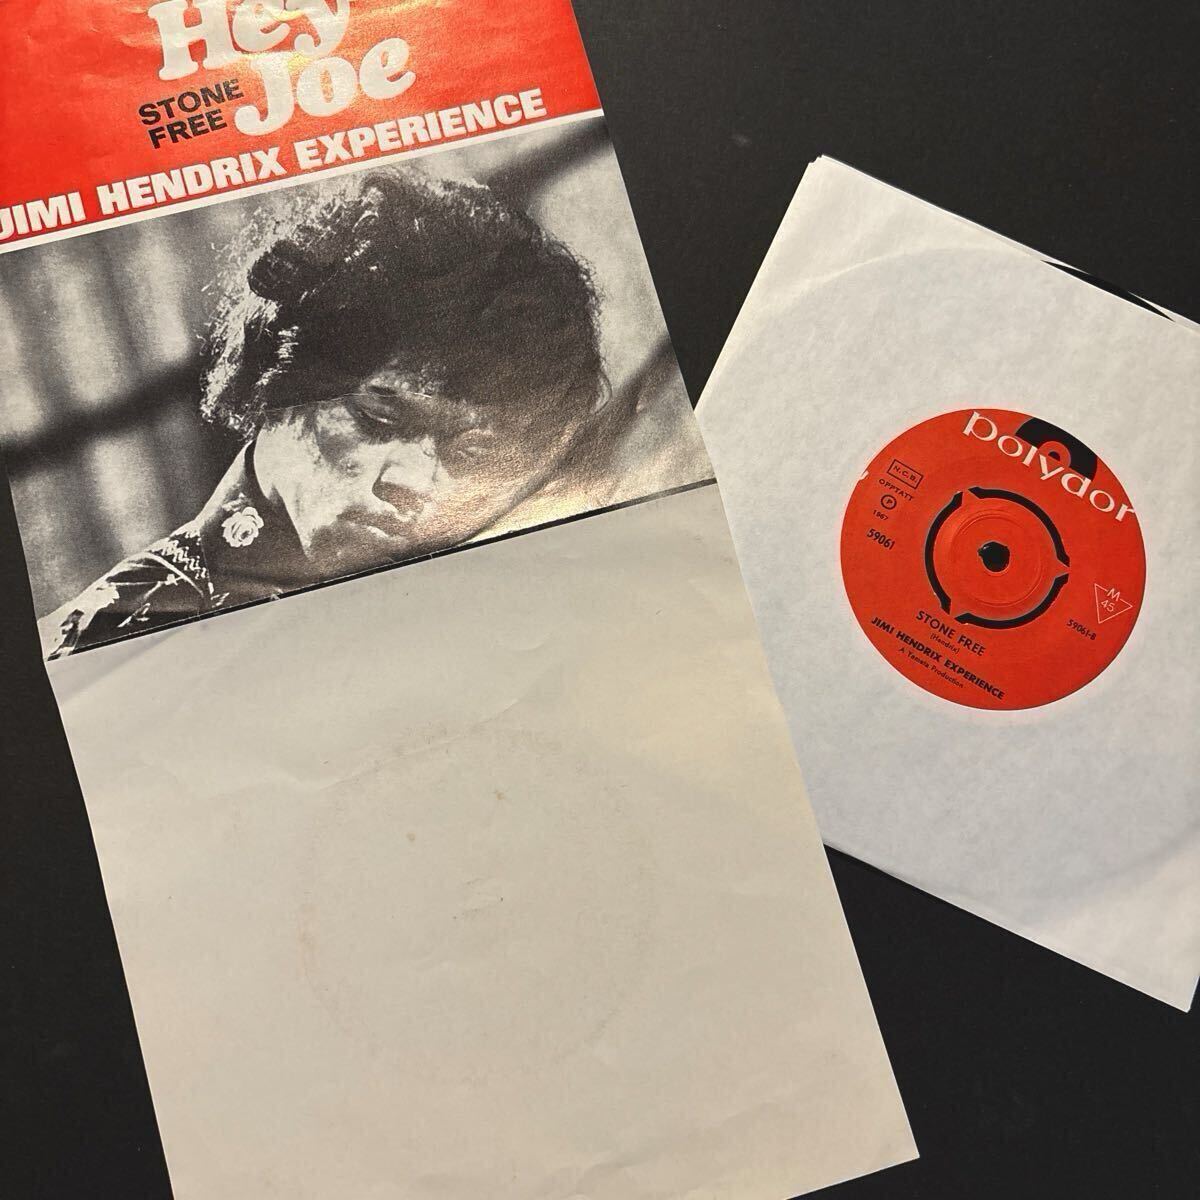 Hey
Joe
STONE
FREE
JIMI HENDRIX EXPERIENCE
polydor
N.C.B.
OPPTATT
P
1967
59061
M
45
59061-B
STONE FREE
(Hendrix)
JIMI HENDRIX EXPERIENCE
A Yameta Production